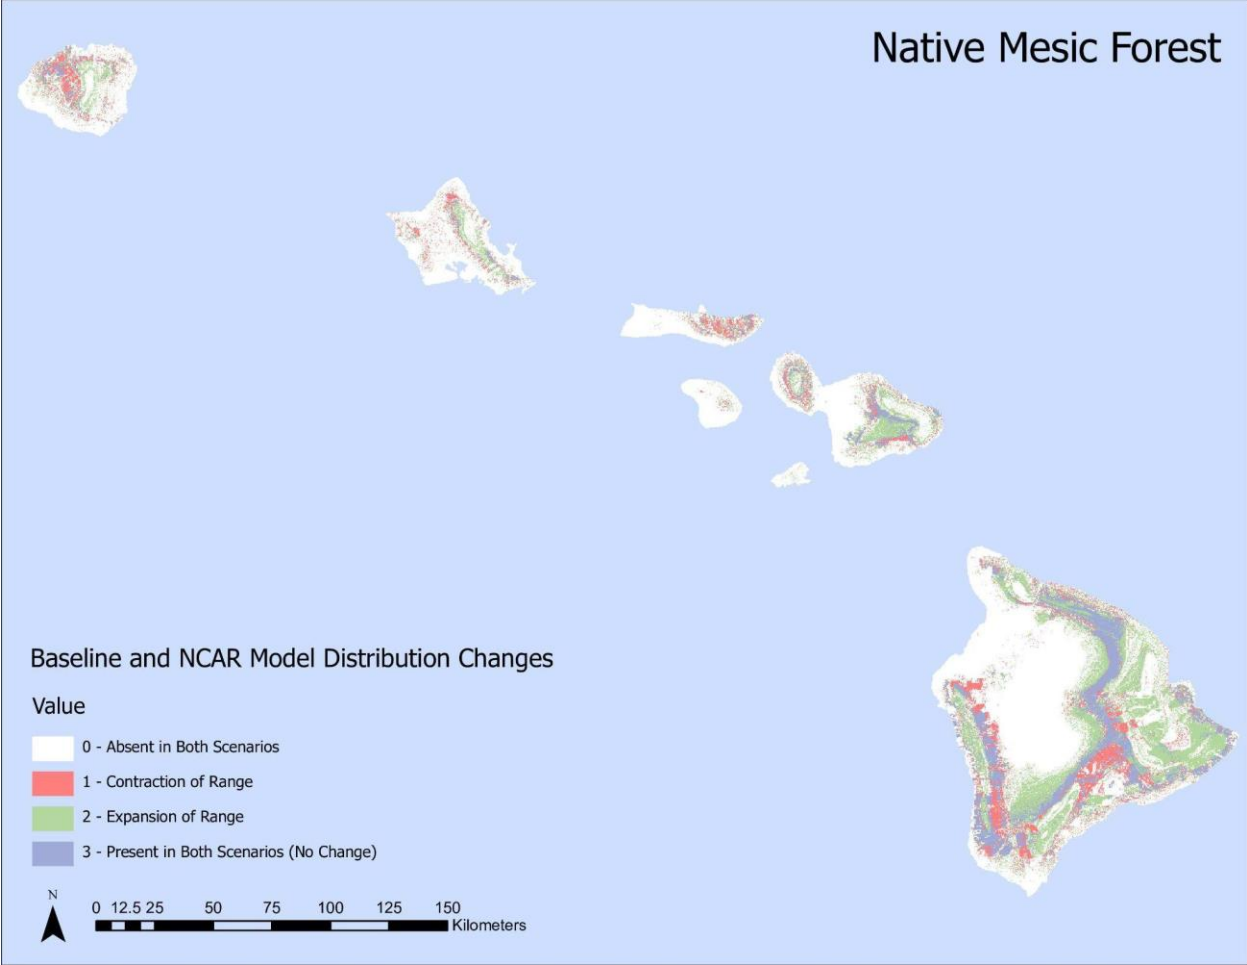 Native Mesic Forest
Baseline and NCAR Model Distribution Changes
Value
0 - Absent in Both Scenarios
1 - Contraction of Range
2 - Expansion of Range
3 - Present in Both Scenarios (No Change)
N
0 12.5 25 50 75 100 125 150
Kilometers